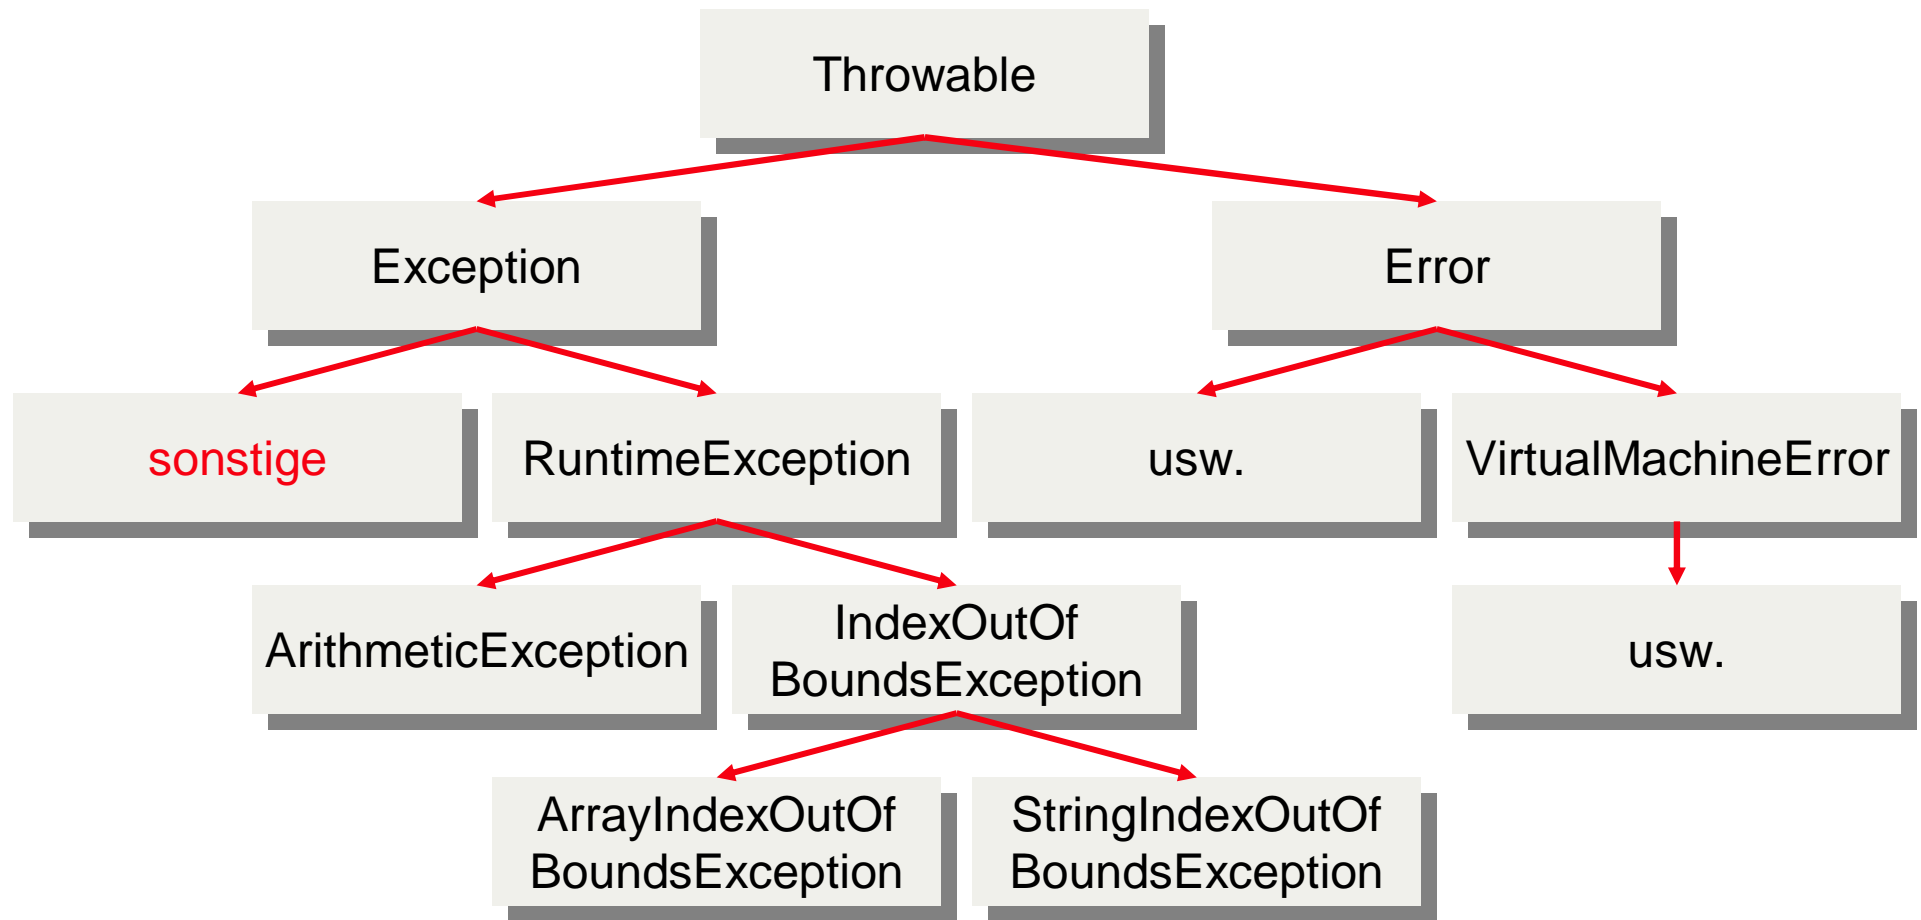 Throwable
Exception
Error
sonstige
RuntimeException
usw.
VirtualMachineError
ArithmeticException
IndexOutOf
BoundsException
usw.
ArrayIndexOutOf
BoundsException
StringIndexOutOf
BoundsException